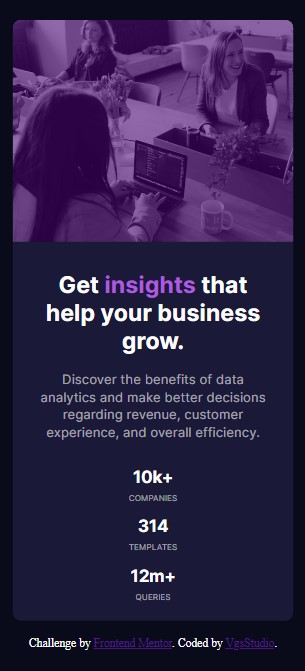 Get insights that
help your business
grow.
Discover the benefits of data
analytics and make better decisions
regarding revenue, customer
experience, and overall efficiency.
10k+
COMPANIES
314
TEMPLATES
12m+
QUERIES
Challenge by Frontend Mentor. Coded by VgsStudio.